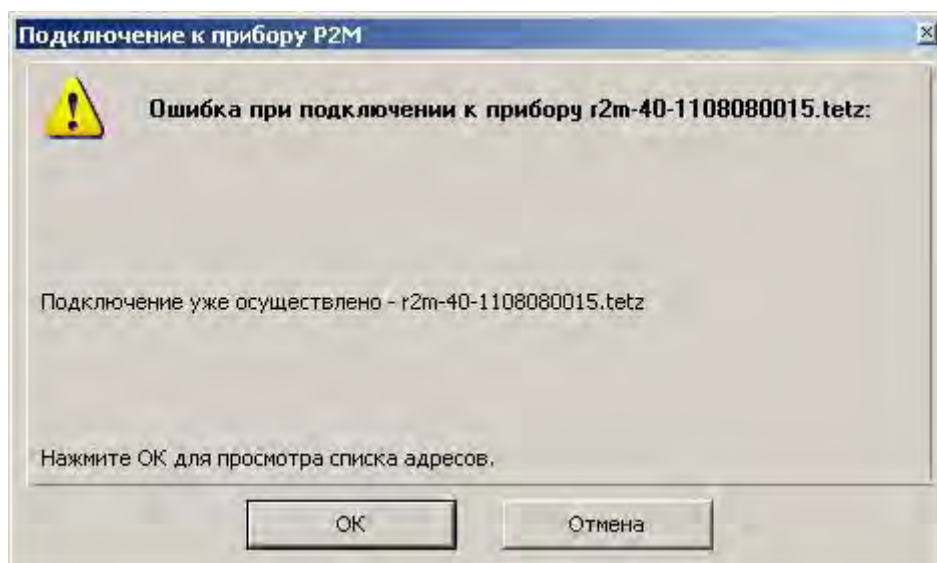 Подключение к прибору Р2М
Ошибка при подключении к прибору r2m-40-1108080015.tetz:
Подключение уже осуществлено - r2m-40-1108080015.tetz
Нажмите ОК для просмотра списка адресов.
ОК
Отмена